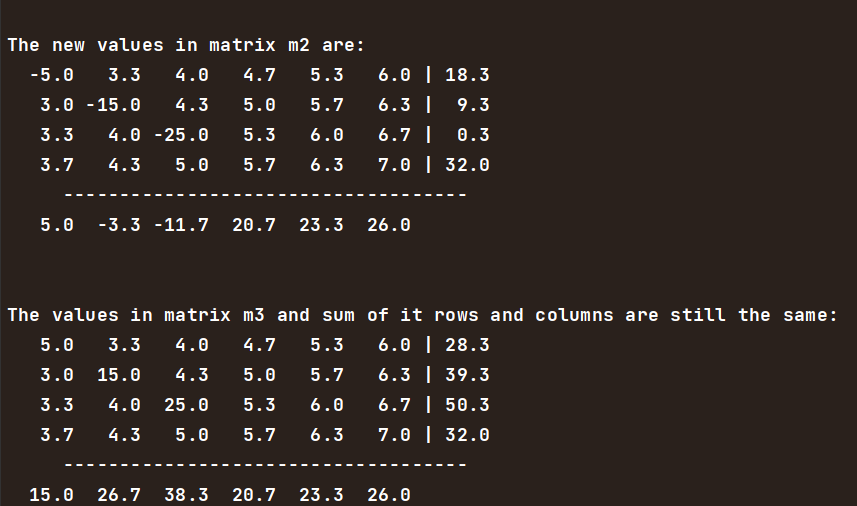 The new values in matrix m2 are:
  -5.0   3.3   4.0   4.7   5.3   6.0 | 18.3
   3.0 -15.0   4.3   5.0   5.7   6.3 |  9.3
   3.3   4.0 -25.0   5.3   6.0   6.7 |  0.3
   3.7   4.3   5.0   5.7   6.3   7.0 | 32.0
     ------------------------------------
   5.0  -3.3 -11.7  20.7  23.3  26.0
The values in matrix m3 and sum of it rows and columns are still the same:
   5.0   3.3   4.0   4.7   5.3   6.0 | 28.3
   3.0  15.0   4.3   5.0   5.7   6.3 | 39.3
   3.3   4.0  25.0   5.3   6.0   6.7 | 50.3
   3.7   4.3   5.0   5.7   6.3   7.0 | 32.0
     ------------------------------------
  15.0  26.7  38.3  20.7  23.3  26.0